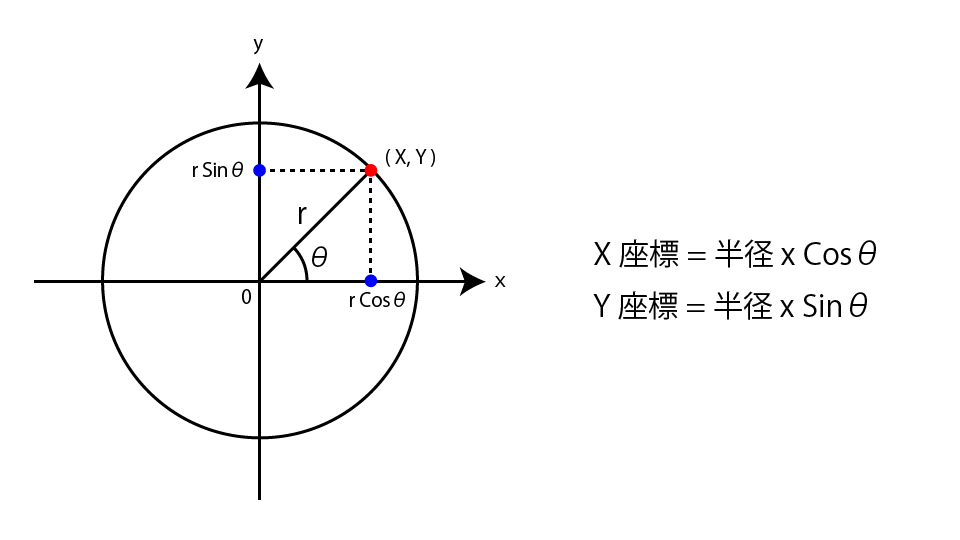 y
( X, Y )
r Sin θ
r
θ
x
0
r Cos θ
X 座標 = 半径 x Cos θ
Y 座標 = 半径 x Sin θ